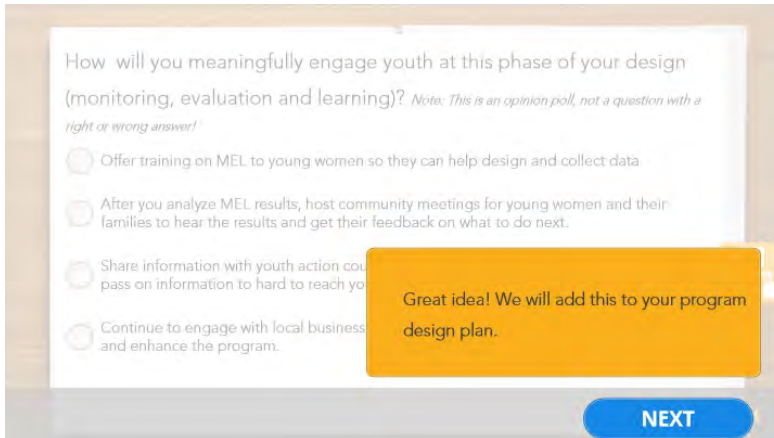 How will you meaningfully engage youth at this phase of your design
(monitoring, evaluation and learning)? Note: This is an opinion poll, not a question with a
right or wrong answer!
Offer training on MEL to young women so they can help design and collect data
After you analyze MEL results, host community meetings for young women and their
families to hear the results and get their feedback on what to do next.
Share information with youth action
pass on information to hard to reach
Continue to engage with local business
and enhance the program.
Great idea! We will add this to your program
design plan.
NEXT